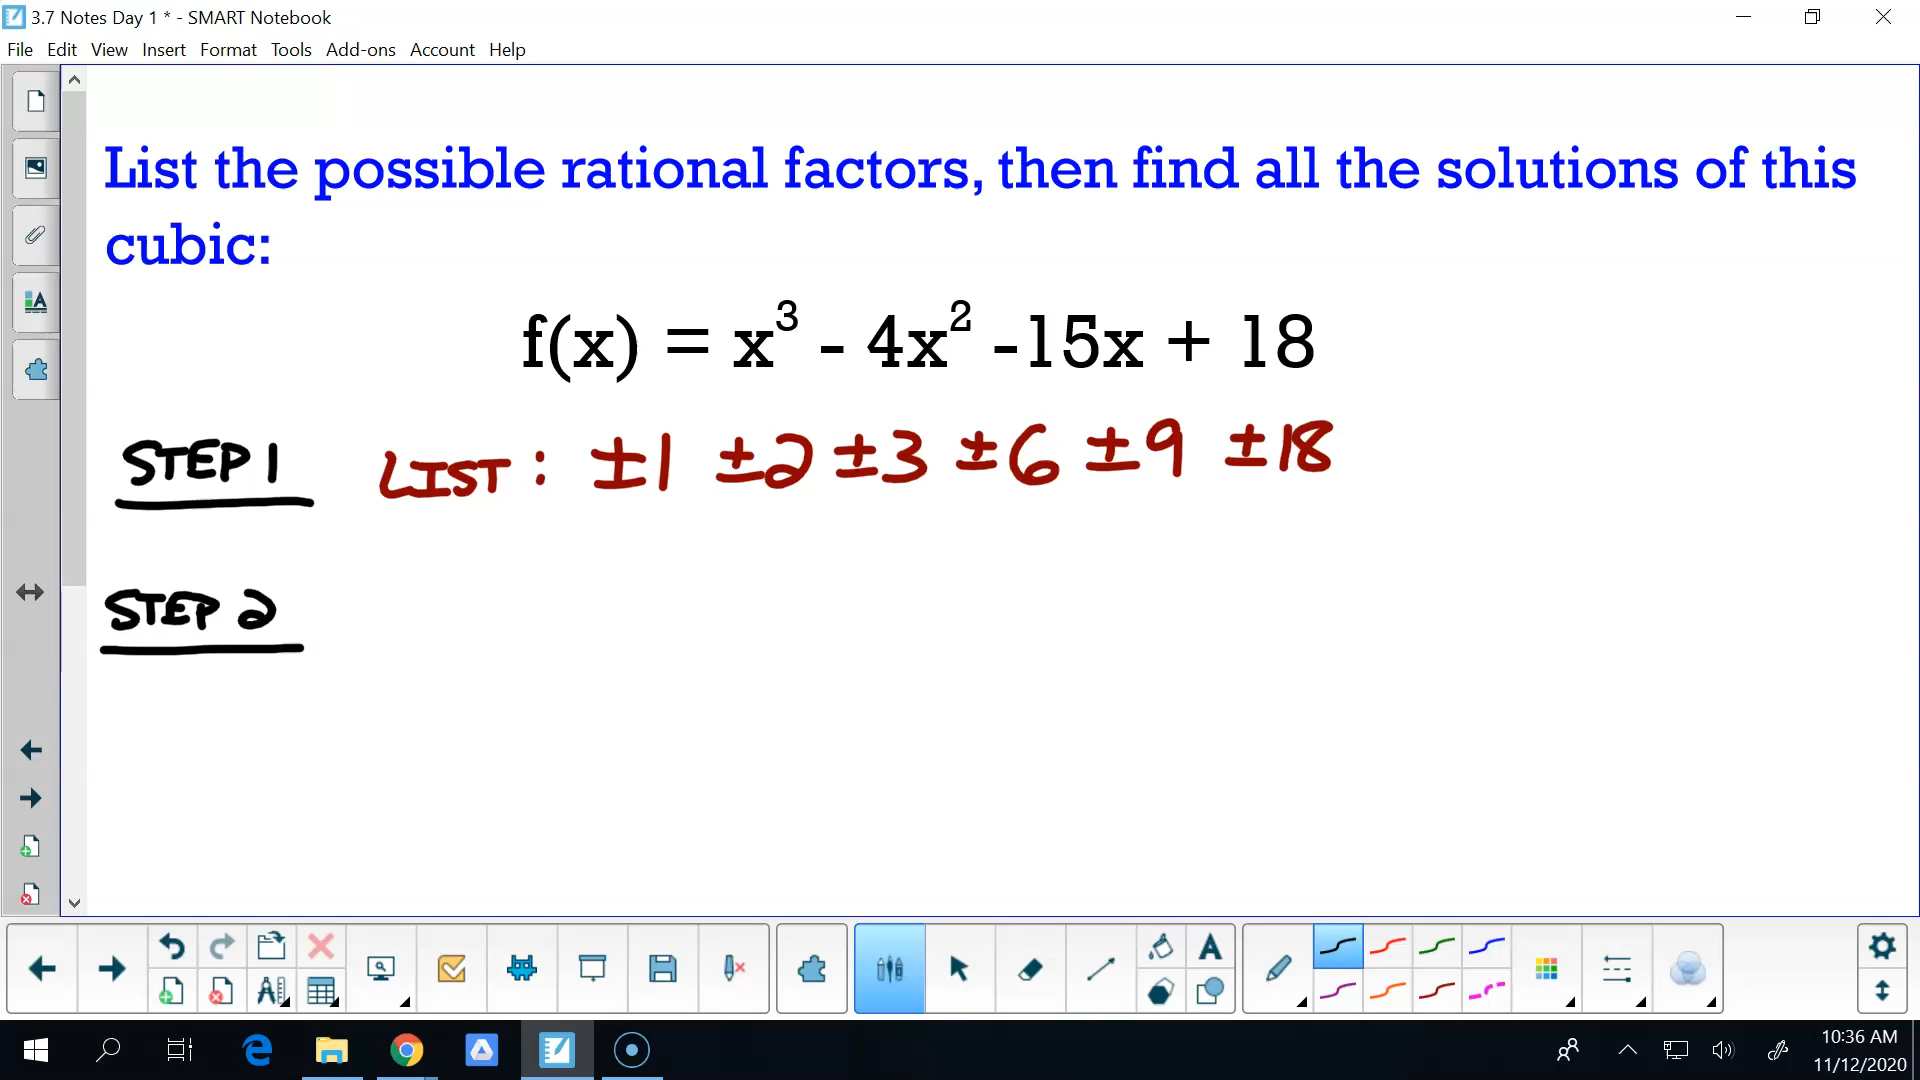 3.7 Notes Day 1 * - SMART Notebook
File Edit View Insert Format Tools Add-ons Account Help
List the possible rational factors, then find all the solutions of this
cubic:
f(x) = x³ - 4x² -15x + 18
STEP 1 LIST: ±1 ±2 ±3 ±6 ±9 ±18
STEP 2
10:36 AM
11/12/2020